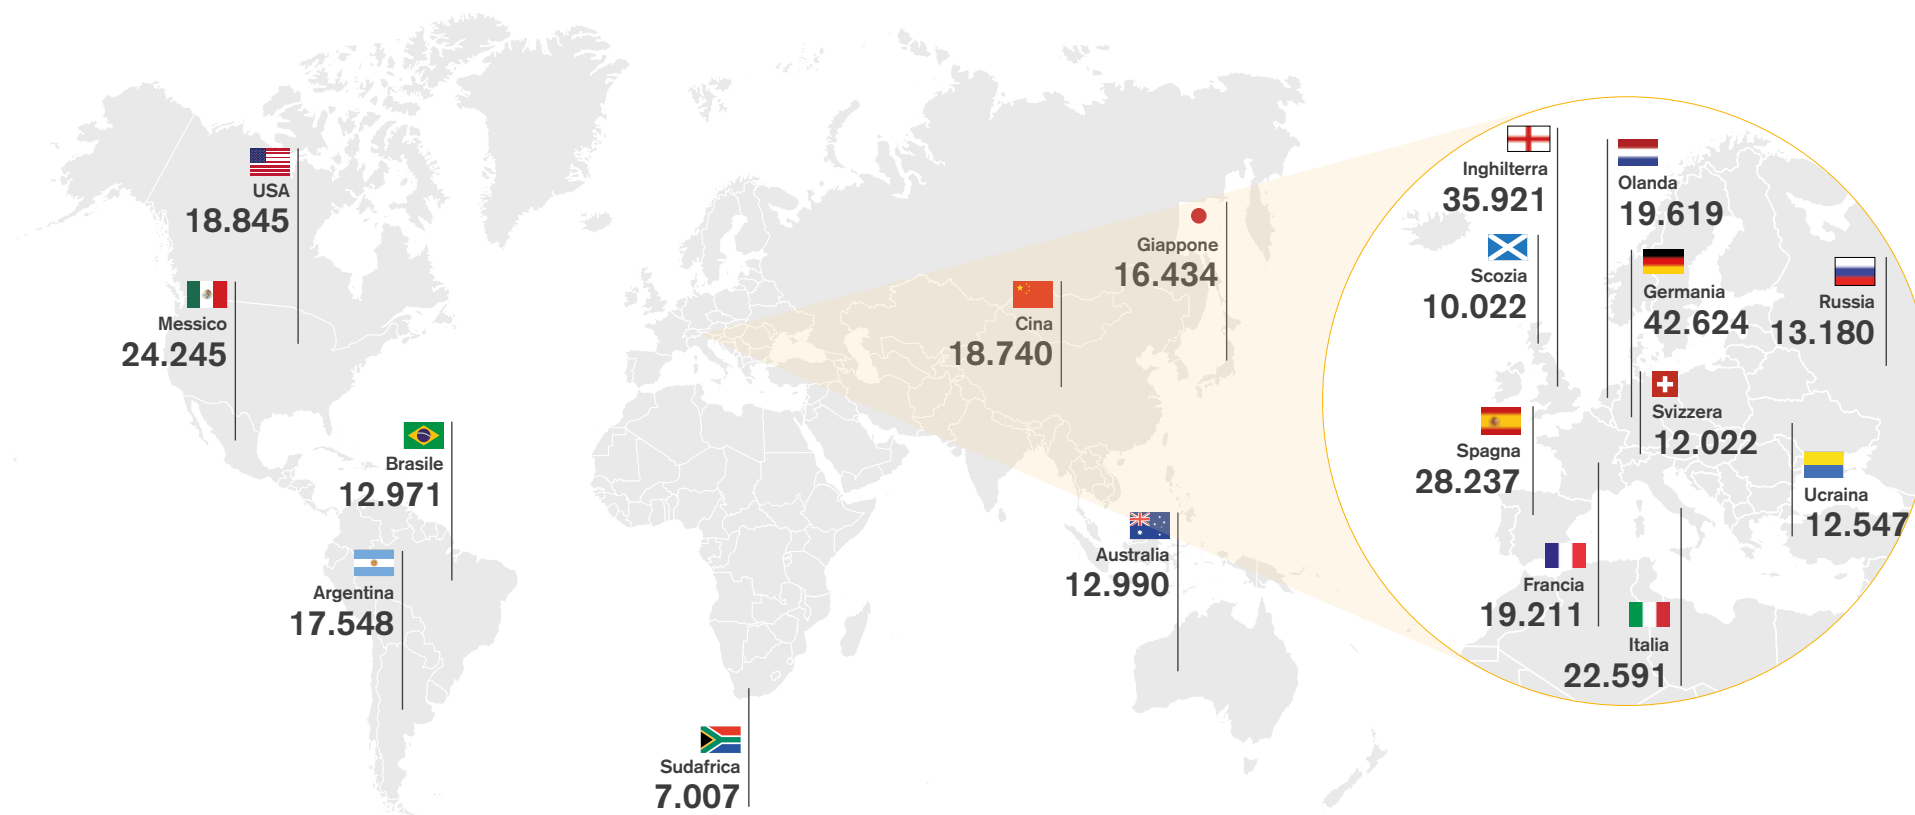 USA
18.845
Messico
24.245
Brasile
12.971
Argentina
17.548
Sudafrica
7.007
Cina
18.740
Giappone
16.434
Australia
12.990
Inghilterra
35.921
Scozia
10.022
Spagna
28.237
Francia
19.211
Italia
22.591
Olanda
19.619
Germania
42.624
Svizzera
12.022
Russia
13.180
Ucraina
12.547